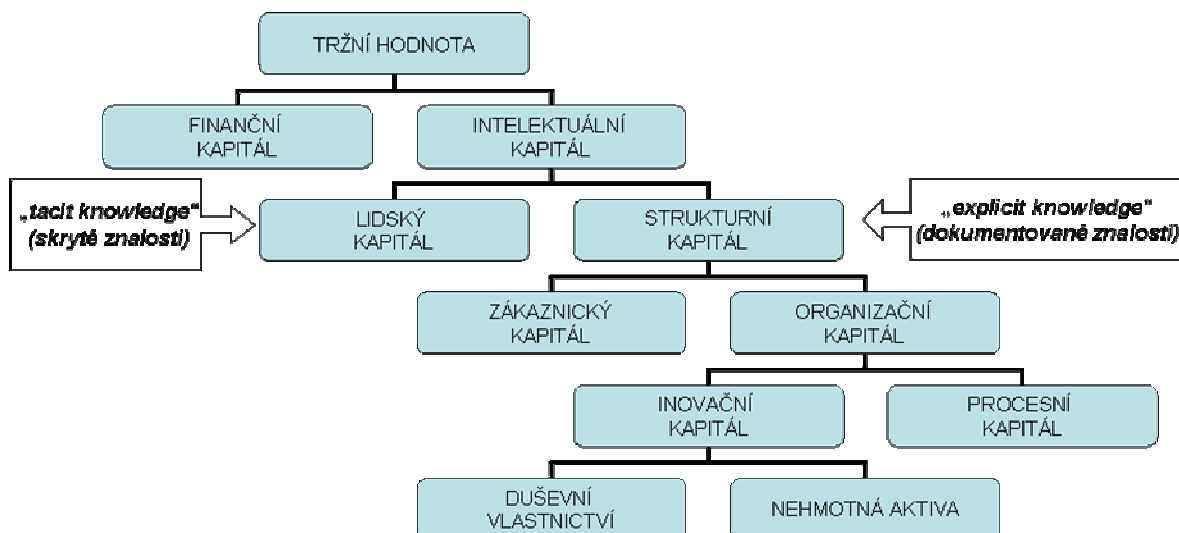 TRŽNÍ HODNOTA
FINANČNÍ
KAPITÁL
INTELEKTUÁLNÍ
KAPITÁL
„tacit knowledge“
(skryté znalosti)
LIDSKÝ
KAPITÁL
STRUKTURNÍ
KAPITÁL
„explicit knowledge“
(dokumentované znalosti)
ZÁKAZNICKÝ
KAPITÁL
ORGANIZAČNÍ
KAPITÁL
INOVAČNÍ
KAPITÁL
PROCESNÍ
KAPITÁL
DUŠEVNÍ
VLASTNICTVÍ
NEHMOTNÁ AKTIVA